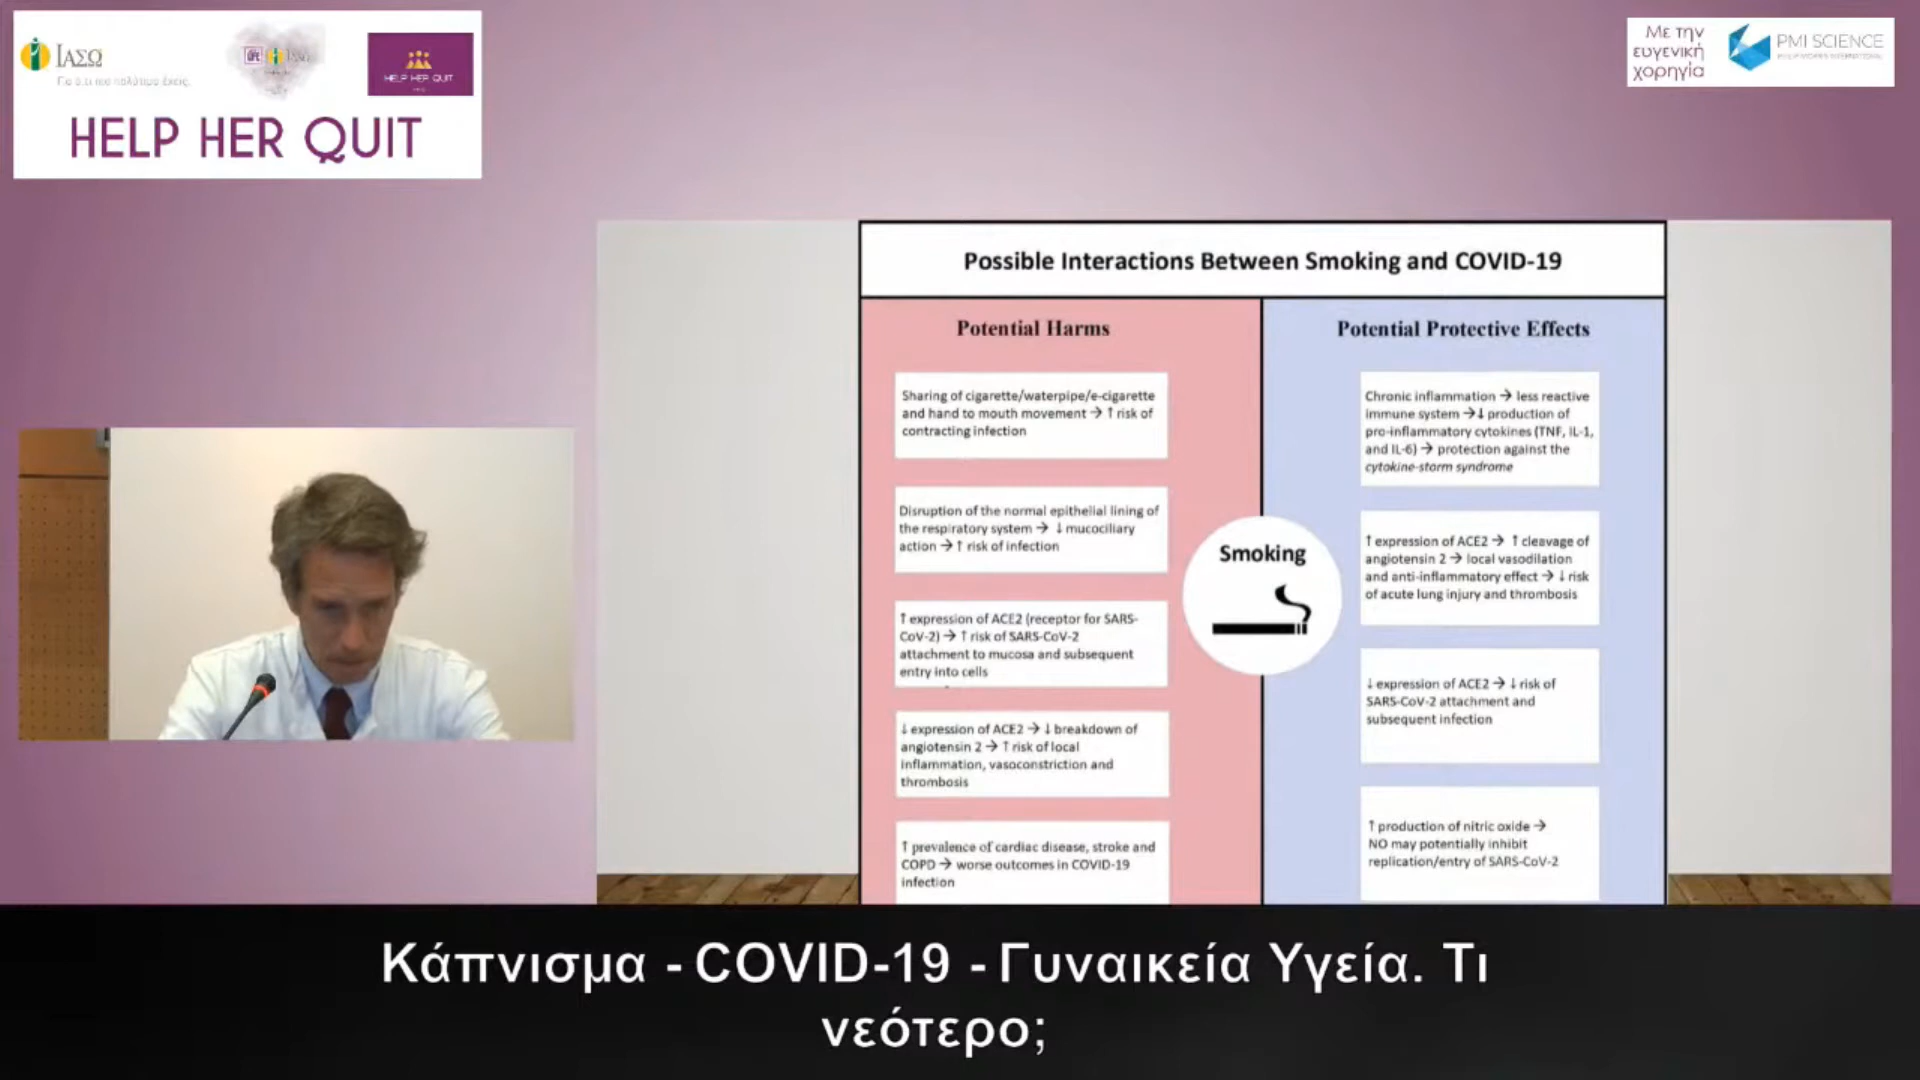 ΙΑΣΩ
Για ό,τι πιο πολύτιμο έχεις.
HELP HER QUIT
HELP HER QUIT
Με την
ευγενική
χορηγία
PMI SCIENCE
PHILIP MORRIS INTERNATIONAL
Possible Interactions Between Smoking and COVID-19
Potential Harms
Sharing of cigarette/waterpipe/e-cigarette
and hand to mouth movement → ↑ risk of
contracting infection
Disruption of the normal epithelial lining of
the respiratory system → ↓ mucociliary
action → ↑ risk of infection
↑ expression of ACE2 (receptor for SARS-
CoV-2) → ↑ risk of SARS-CoV-2
attachment to mucosa and subsequent
entry into cells
↓ expression of ACE2 → ↓ breakdown of
angiotensin 2 → ↑ risk of local
inflammation, vasoconstriction and
thrombosis
↑ prevalence of cardiac disease, stroke and
COPD → worse outcomes in COVID-19
infection
Smoking
Potential Protective Effects
Chronic inflammation → less reactive
immune system →↓ production of
pro-inflammatory cytokines (TNF, IL-1,
and IL-6) → protection against the
cytokine-storm syndrome
↑ expression of ACE2 → ↑ cleavage of
angiotensin 2 → local vasodilation
and anti-inflammatory effect → ↓ risk
of acute lung injury and thrombosis
↓ expression of ACE2 → ↓ risk of
SARS-CoV-2 attachment and
subsequent infection
↑ production of nitric oxide →
NO may potentially inhibit
replication/entry of SARS-CoV-2
Κάπνισμα - COVID-19 - Γυναικεία Υγεία. Τι
νεότερο;